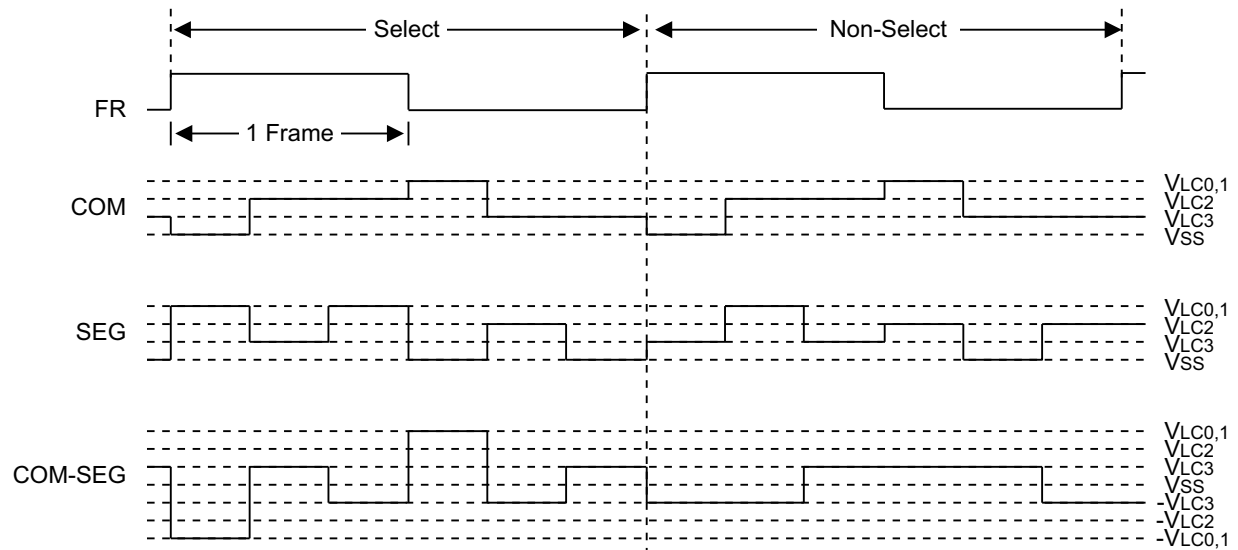 Select
Non-Select
FR
1 Frame
COM
VLC0,1
VLC2
VLC3
VSS
SEG
VLC0,1
VLC2
VLC3
VSS
COM-SEG
VLC0,1
VLC2
VLC3
VSS
-VLC3
-VLC2
-VLC0,1